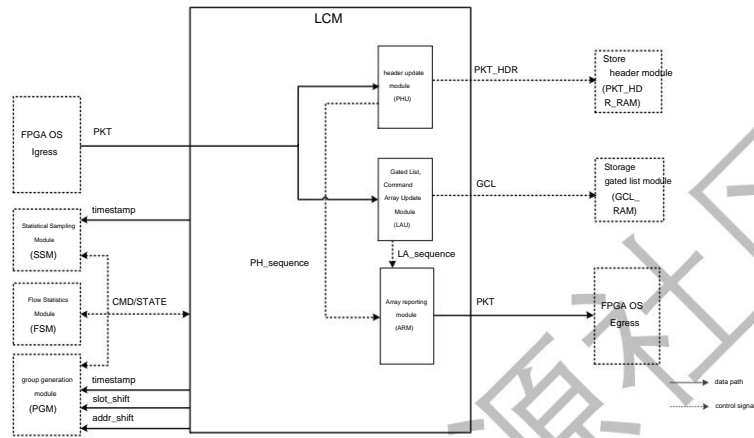 LCM
header update
module
(PHU)
PKT_HDR
Store
header module
(PKT_HD
R_RAM)
FPGA OS
Igress
PKT
Gated List,
Command
Array Update
Module
(LAU)
GCL
Storage
gated list module
(GCL_
RAM)
timestamp
Statistical Sampling
Module
(SSM)
PH_sequence
LA_sequence
Flow Statistics
Module
(FSM)
CMD/STATE
Array reporting
module
(ARM)
PKT
FPGA OS
Egress
group generation
module
(PGM)
timestamp
slot_shift
addr_shift
data path
control signal
源社区